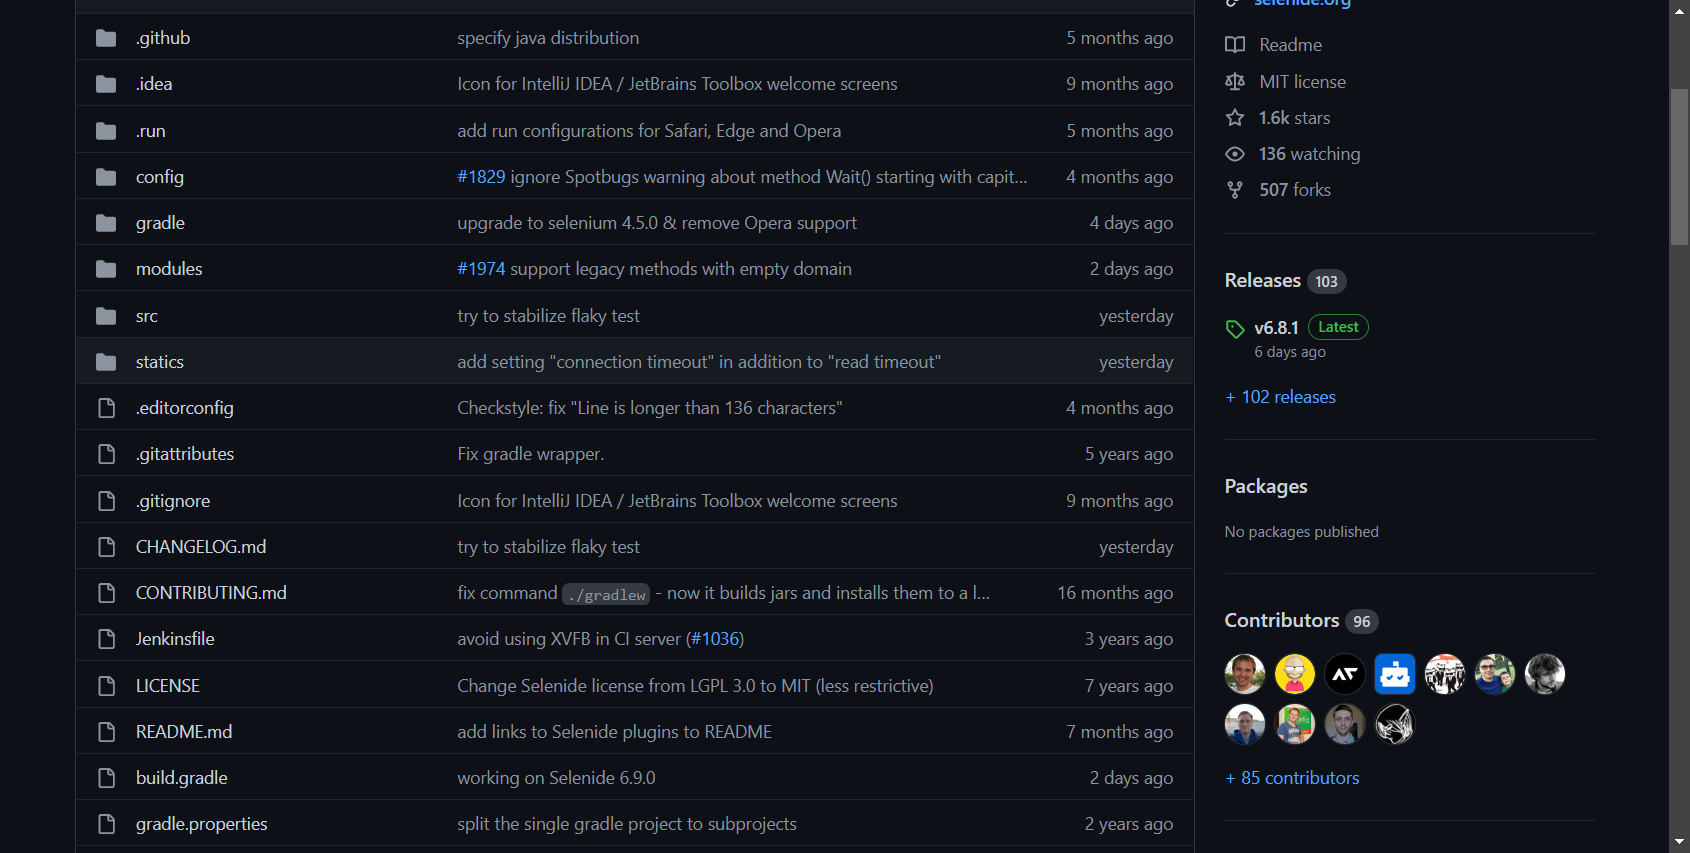 .github specify java distribution 5 months ago
.idea Icon for IntelliJ IDEA / JetBrains Toolbox welcome screens 9 months ago
.run add run configurations for Safari, Edge and Opera 5 months ago
config #1829 ignore Spotbugs warning about method Wait() starting with capit... 4 months ago
gradle upgrade to selenium 4.5.0 & remove Opera support 4 days ago
modules #1974 support legacy methods with empty domain 2 days ago
src try to stabilize flaky test yesterday
statics add setting "connection timeout" in addition to "read timeout" yesterday
.editorconfig Checkstyle: fix "Line is longer than 136 characters" 4 months ago
.gitattributes Fix gradle wrapper. 5 years ago
.gitignore Icon for IntelliJ IDEA / JetBrains Toolbox welcome screens 9 months ago
CHANGELOG.md try to stabilize flaky test yesterday
CONTRIBUTING.md fix command ./gradlew - now it builds jars and installs them to a l... 16 months ago
Jenkinsfile avoid using XVFB in CI server (#1036) 3 years ago
LICENSE Change Selenide license from LGPL 3.0 to MIT (less restrictive) 7 years ago
README.md add links to Selenide plugins to README 7 months ago
build.gradle working on Selenide 6.9.0 2 days ago
gradle.properties split the single gradle project to subprojects 2 years ago
selenide.org
Readme
MIT license
1.6k stars
136 watching
507 forks
Releases 103
v6.8.1 Latest
6 days ago
+ 102 releases
Packages
No packages published
Contributors 96
+ 85 contributors